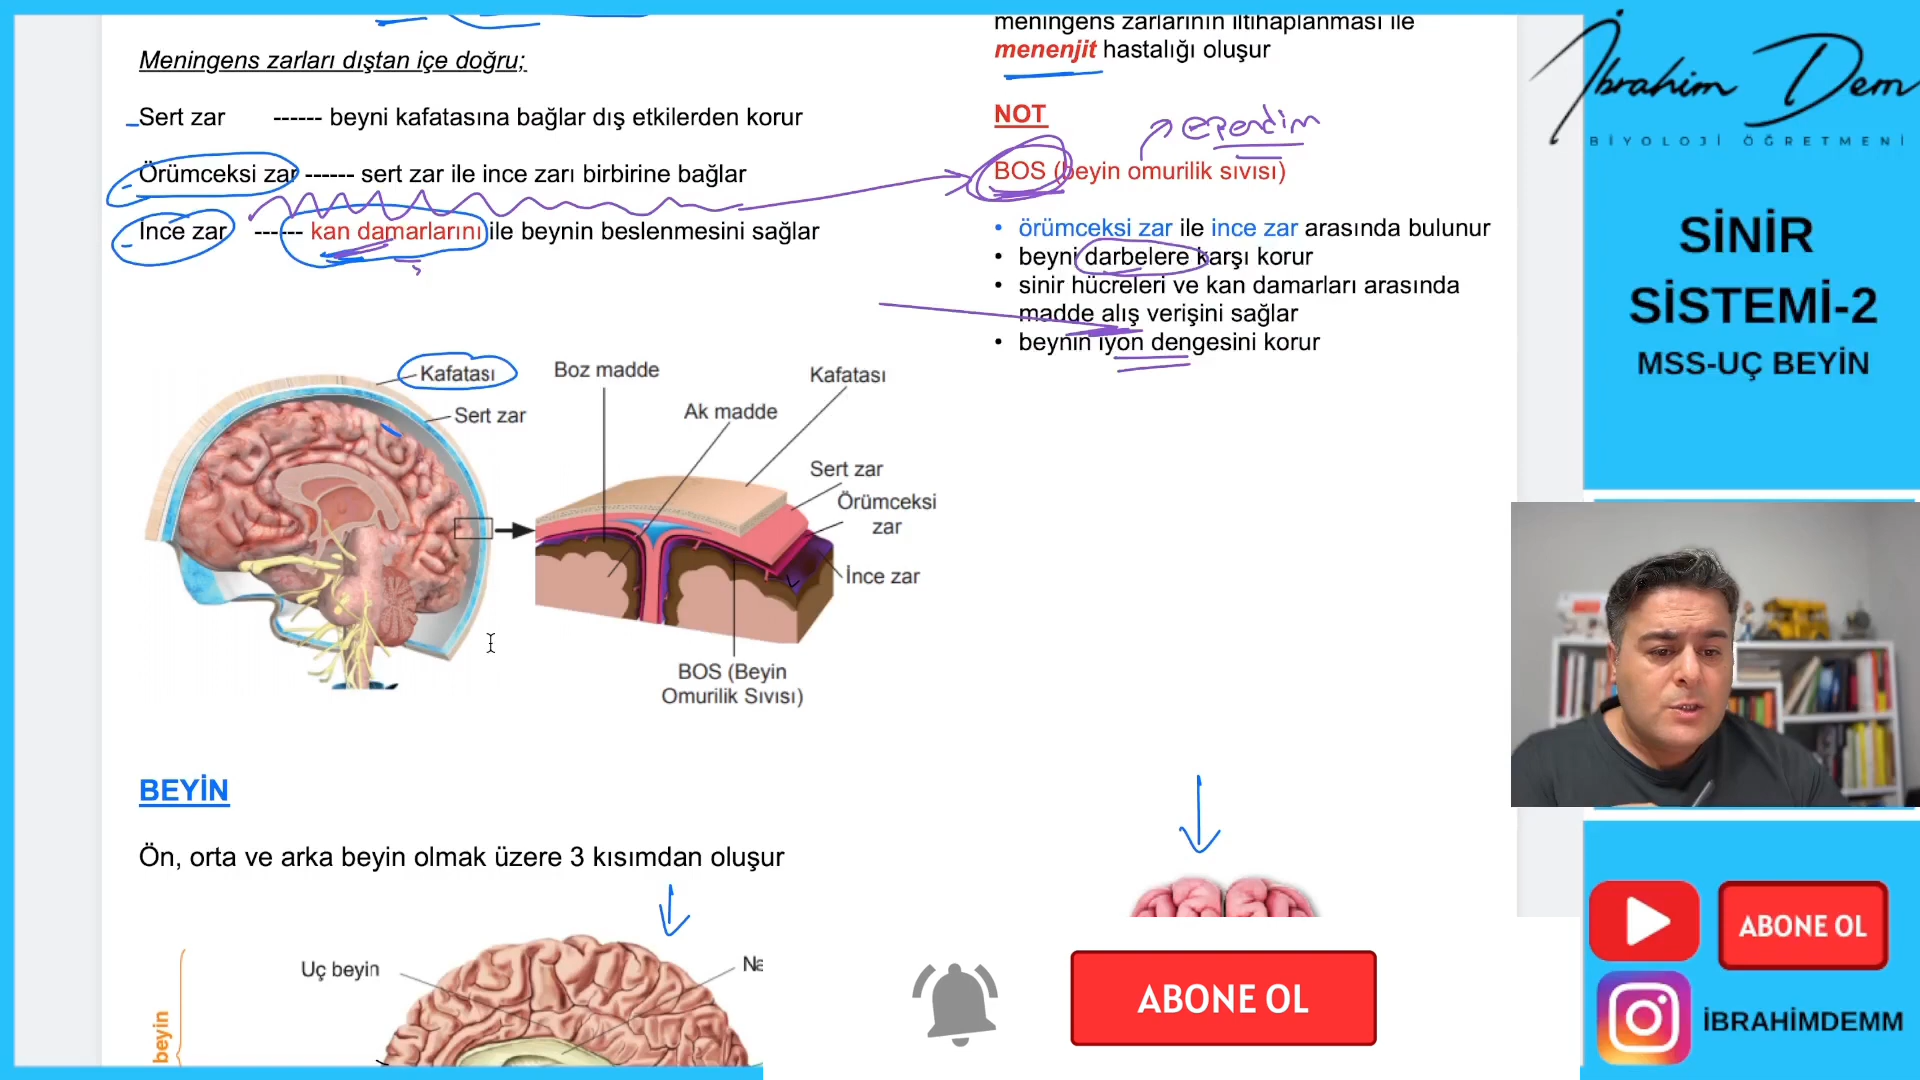 meningens zarlarının iltihaplanması ile
menenjit hastalığı oluşur
Meningens zarları dıştan içe doğru;
Sert zar ------ beyni kafatasına bağlar dış etkilerden korur
Örümceksi zar ------ sert zar ile ince zarı birbirine bağlar
İnce zar ------ kan damarlarını ile beynin beslenmesini sağlar
NOT
ependim
BOS (beyin omurilik sıvısı)
• örümceksi zar ile ince zar arasında bulunur
• beyni darbelere karşı korur
• sinir hücreleri ve kan damarları arasında
madde alış verişini sağlar
• beynin iyon dengesini korur
Kafatası
Sert zar
Boz madde
Ak madde
Kafatası
Sert zar
Örümceksi
zar
İnce zar
BOS (Beyin
Omurilik Sıvısı)
BEYİN
Ön, orta ve arka beyin olmak üzere 3 kısımdan oluşur
Uç beyin
beyin
ABONE OL
İbrahim Dem
BİYOLOJİ ÖĞRETMENİ
SİNİR
SİSTEMİ-2
MSS-UÇ BEYİN
ABONE OL
İBRAHİMDEMM